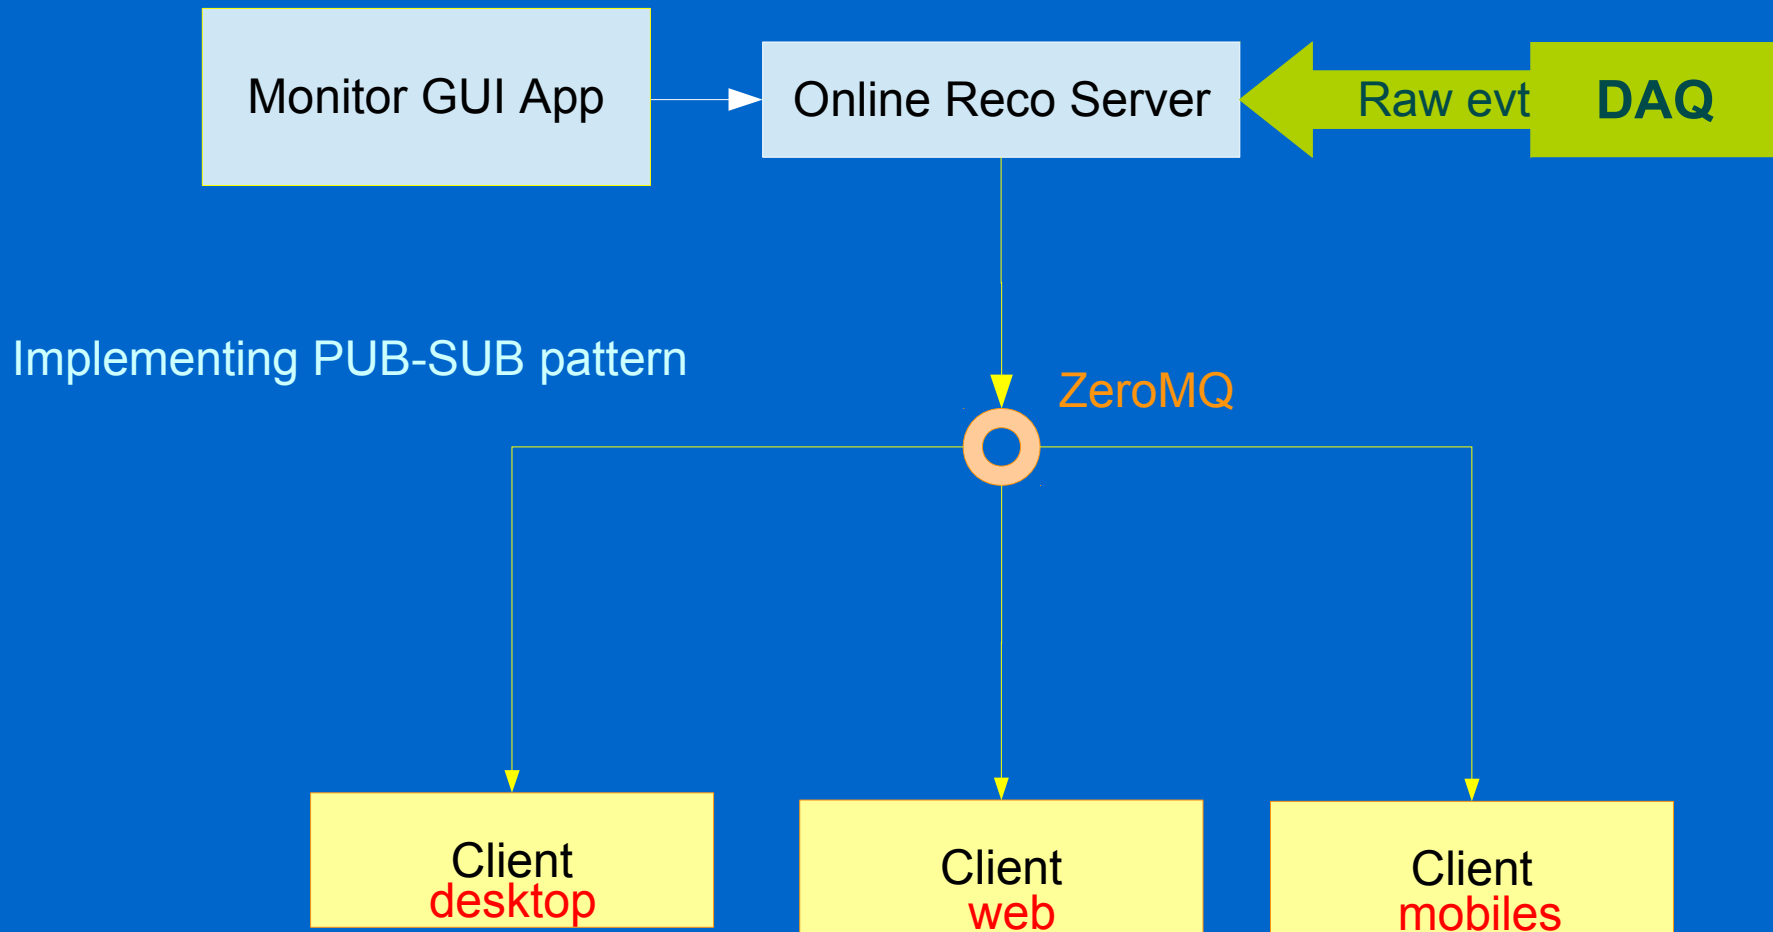 Monitor GUI App
Online Reco Server
Raw evt
DAQ
Implementing PUB-SUB pattern
ZeroMQ
Client
desktop
Client
web
Client
mobiles